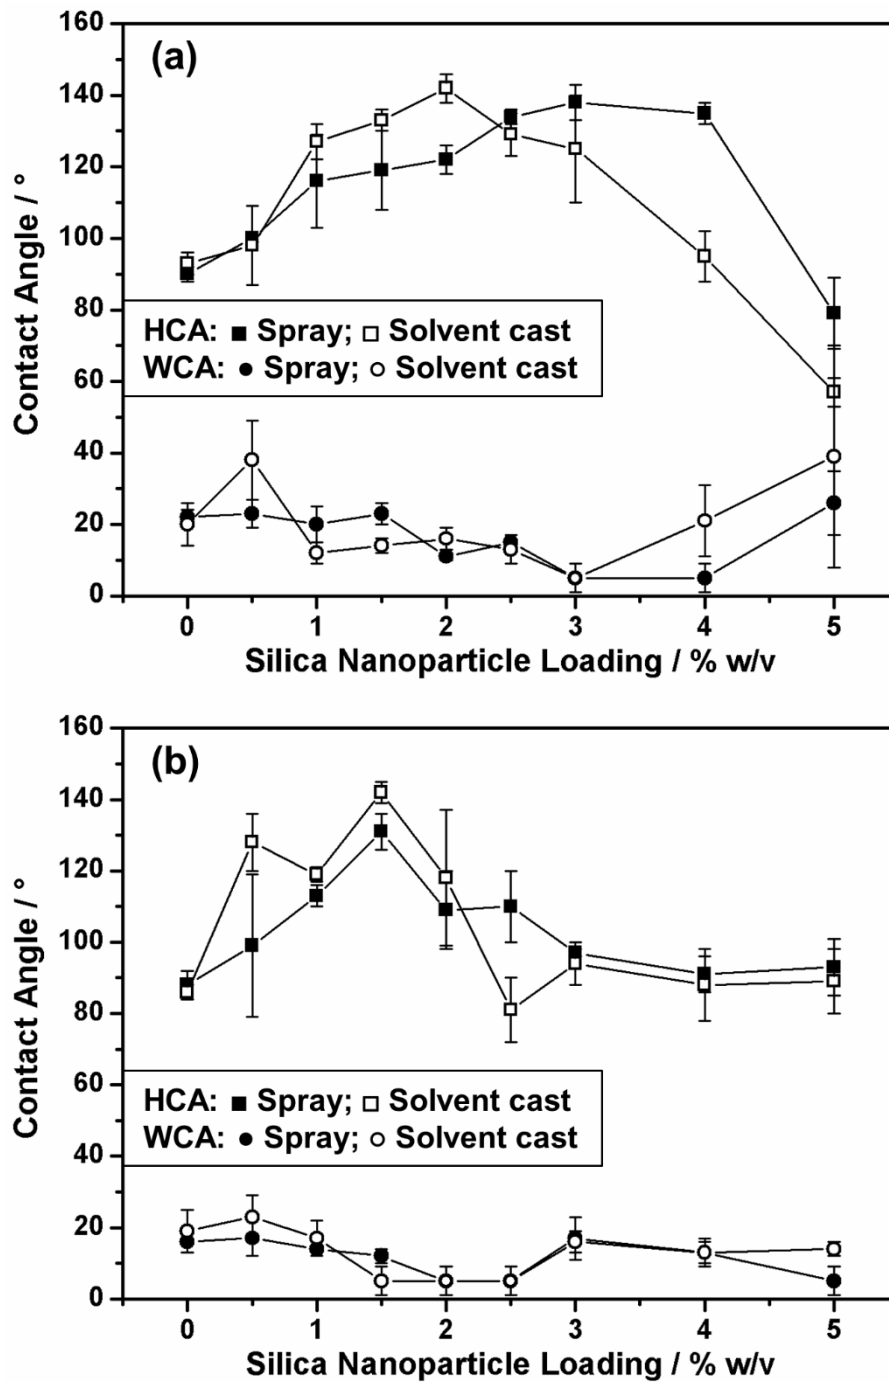 (a)
160
140
120
100
80
60
40
20
0
Contact Angle / °
HCA: ■ Spray; □ Solvent cast
WCA: ● Spray; ○ Solvent cast
0 1 2 3 4 5
Silica Nanoparticle Loading / % w/v
(b)
160
140
120
100
80
60
40
20
0
Contact Angle / °
HCA: ■ Spray; □ Solvent cast
WCA: ● Spray; ○ Solvent cast
0 1 2 3 4 5
Silica Nanoparticle Loading / % w/v